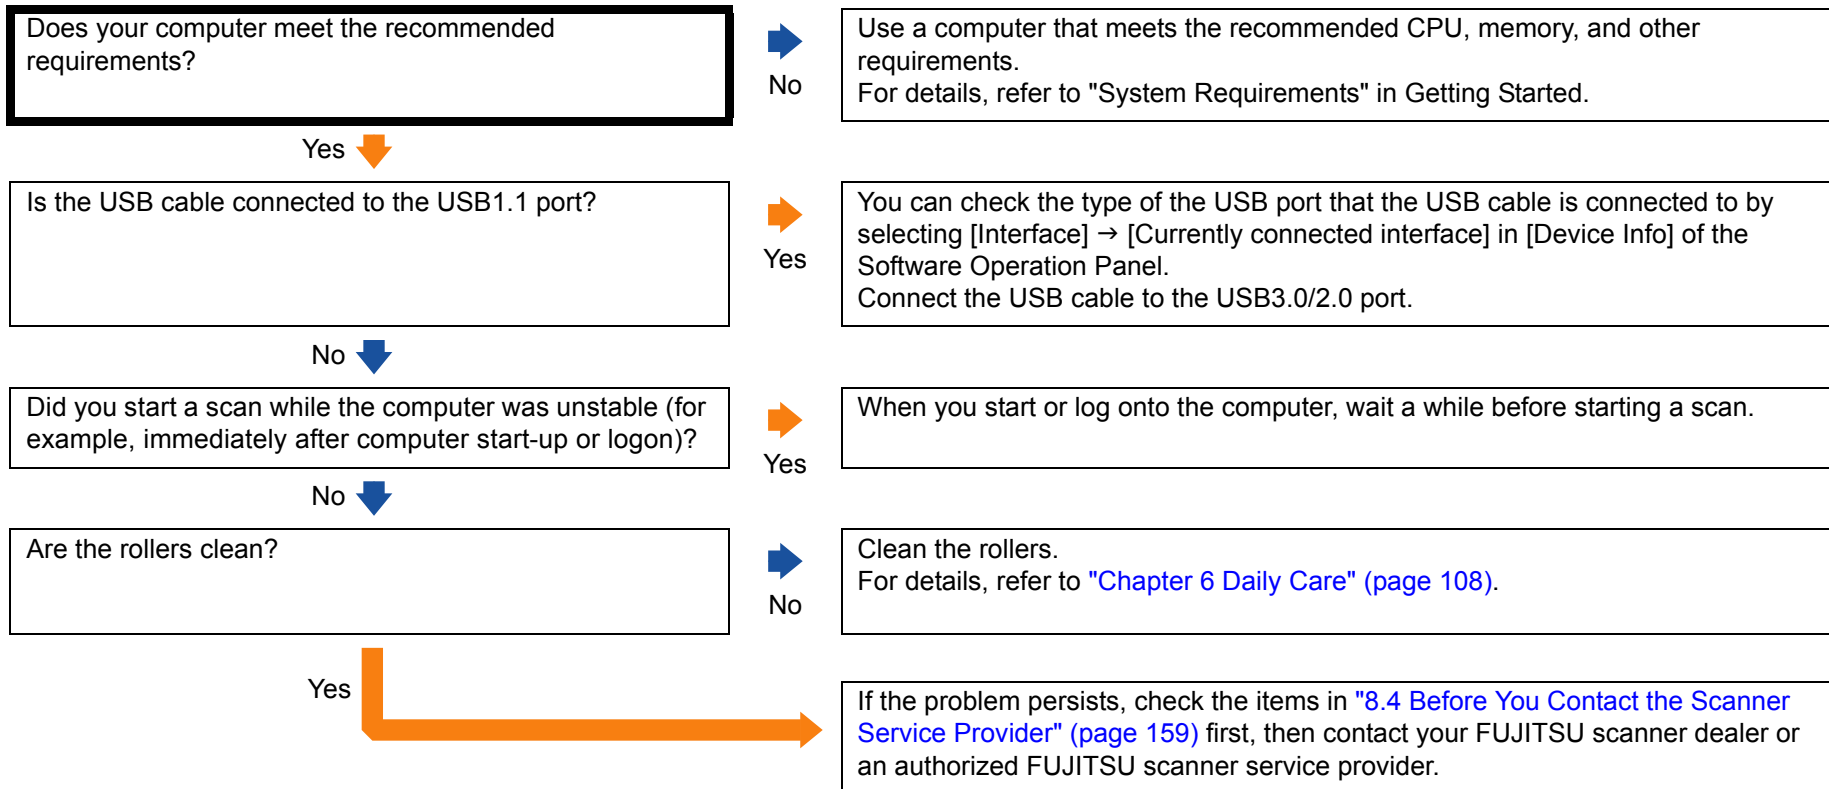 Does your computer meet the recommended
requirements?
No
Use a computer that meets the recommended CPU, memory, and other
requirements.
For details, refer to "System Requirements" in Getting Started.
Yes
Is the USB cable connected to the USB1.1 port?
Yes
You can check the type of the USB port that the USB cable is connected to by
selecting [Interface] → [Currently connected interface] in [Device Info] of the
Software Operation Panel.
Connect the USB cable to the USB3.0/2.0 port.
No
Did you start a scan while the computer was unstable (for
example, immediately after computer start-up or logon)?
Yes
When you start or log onto the computer, wait a while before starting a scan.
No
Are the rollers clean?
No
Clean the rollers.
For details, refer to "Chapter 6 Daily Care" (page 108).
Yes
If the problem persists, check the items in "8.4 Before You Contact the Scanner
Service Provider" (page 159) first, then contact your FUJITSU scanner dealer or
an authorized FUJITSU scanner service provider.